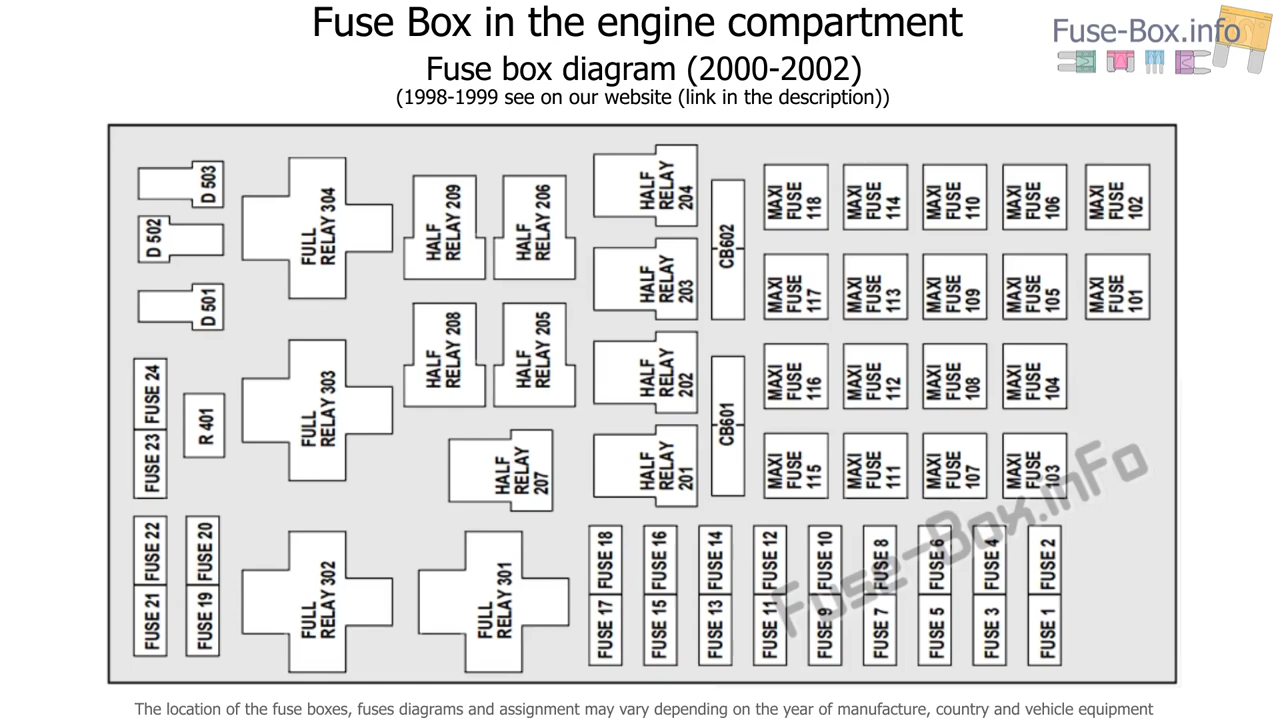 Fuse Box in the engine compartment
Fuse-Box.info
Fuse box diagram (2000-2002)
(1998-1999 see on our website (link in the description))
D 503
D 502
D 501
FULL
RELAY 304
HALF
RELAY 209
HALF
RELAY 206
HALF
RELAY
204
CB602
MAXI
FUSE
118
MAXI
FUSE
114
MAXI
FUSE
110
MAXI
FUSE
106
MAXI
FUSE
102
HALF
RELAY
203
MAXI
FUSE
117
MAXI
FUSE
113
MAXI
FUSE
109
MAXI
FUSE
105
MAXI
FUSE
101
FUSE 24
FUSE 23
R 401
FULL
RELAY 303
HALF
RELAY 208
HALF
RELAY 205
HALF
RELAY
202
CB601
MAXI
FUSE
116
MAXI
FUSE
112
MAXI
FUSE
108
MAXI
FUSE
104
HALF
RELAY
207
HALF
RELAY
201
MAXI
FUSE
115
MAXI
FUSE
111
MAXI
FUSE
107
MAXI
FUSE
103
FUSE 22
FUSE 20
FUSE 21
FUSE 19
FULL
RELAY 302
FULL
RELAY 301
FUSE 18
FUSE 16
FUSE 14
FUSE 12
FUSE 10
FUSE 8
FUSE 6
FUSE 4
FUSE 2
FUSE 17
FUSE 15
FUSE 13
FUSE 11
FUSE 9
FUSE 7
FUSE 5
FUSE 3
FUSE 1
Fuse-Box.inFo
The location of the fuse boxes, fuses diagrams and assignment may vary depending on the year of manufacture, country and vehicle equipment